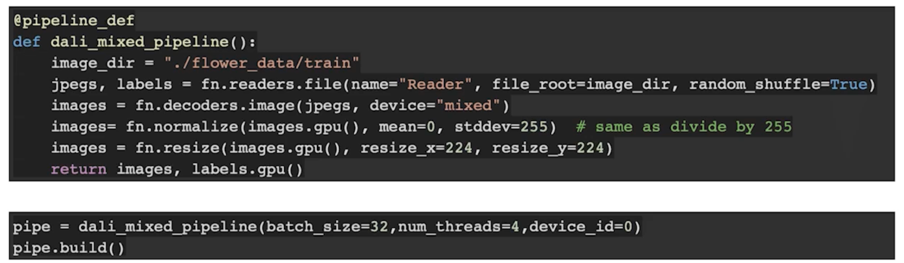 @pipeline_def
def dali_mixed_pipeline():
    image_dir = "./flower_data/train"
    jpegs, labels = fn.readers.file(name="Reader", file_root=image_dir, random_shuffle=True)
    images = fn.decoders.image(jpegs, device="mixed")
    images= fn.normalize(images.gpu(), mean=0, stddev=255)  # same as divide by 255
    images = fn.resize(images.gpu(), resize_x=224, resize_y=224)
    return images, labels.gpu()
pipe = dali_mixed_pipeline(batch_size=32,num_threads=4,device_id=0)
pipe.build()